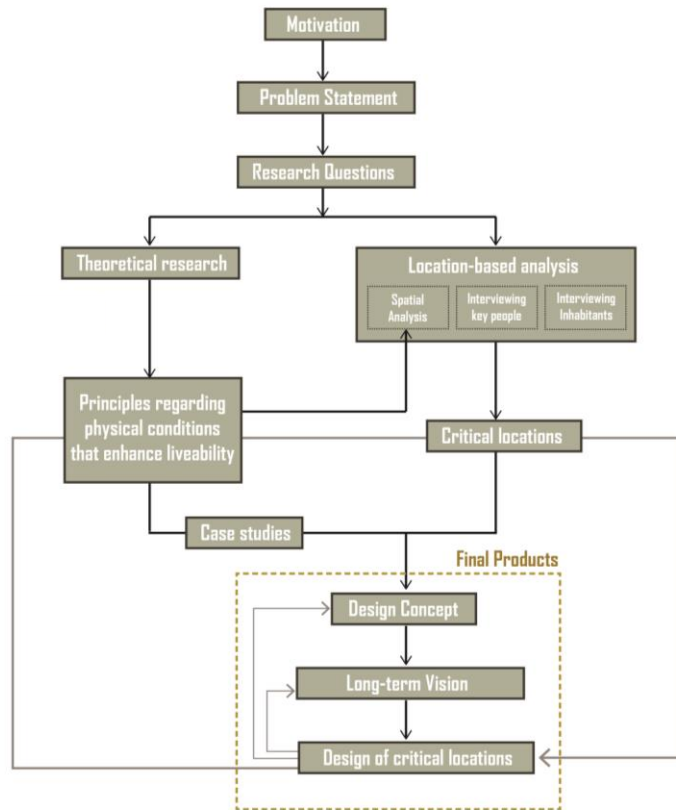 Motivation
Problem Statement
Research Questions
Theoretical research
Location-based analysis
Spatial
Analysis
Interviewing
key people
Interviewing
Inhabitants
Principles regarding
physical conditions
that enhance liveability
Critical locations
Case studies
Final Products
Design Concept
Long-term Vision
Design of critical locations